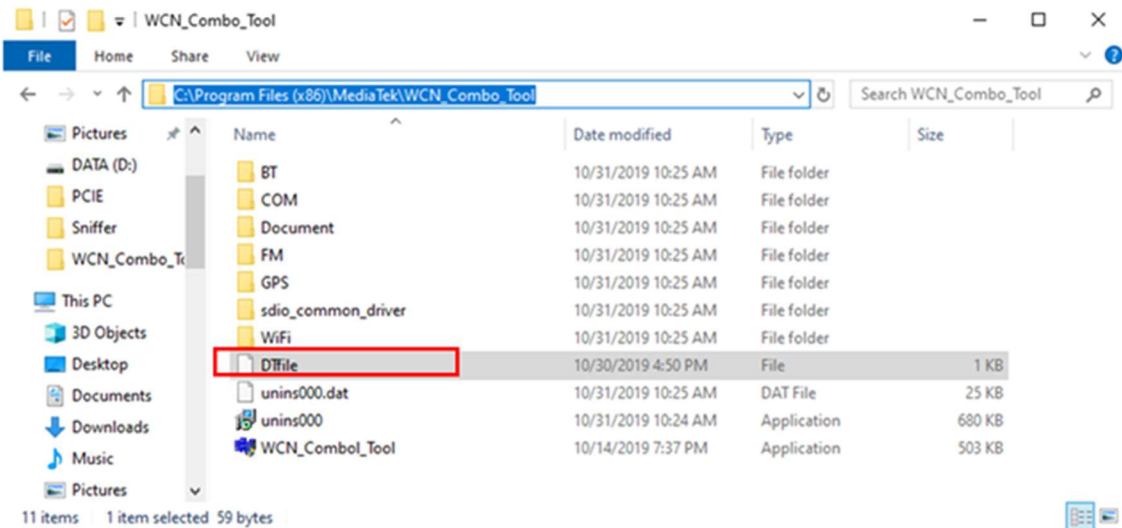 WCN_Combo_Tool
File Home Share View
C:\Program Files (x86)\MediaTek\WCN_Combo_Tool Search WCN_Combo_Tool
Name Date modified Type Size
Pictures
DATA (D:)
PCIE
Sniffer
WCN_Combo_To
This PC
3D Objects
Desktop
Documents
Downloads
Music
Pictures
BT 10/31/2019 10:25 AM File folder
COM 10/31/2019 10:25 AM File folder
Document 10/31/2019 10:25 AM File folder
FM 10/31/2019 10:25 AM File folder
GPS 10/31/2019 10:25 AM File folder
sdio_common_driver 10/31/2019 10:25 AM File folder
WiFi 10/31/2019 10:25 AM File folder
DTfile 10/30/2019 4:50 PM File 1 KB
unins000.dat 10/31/2019 10:25 AM DAT File 25 KB
unins000 10/31/2019 10:24 AM Application 680 KB
WCN_Combol_Tool 10/14/2019 7:37 PM Application 503 KB
11 items 1 item selected 59 bytes